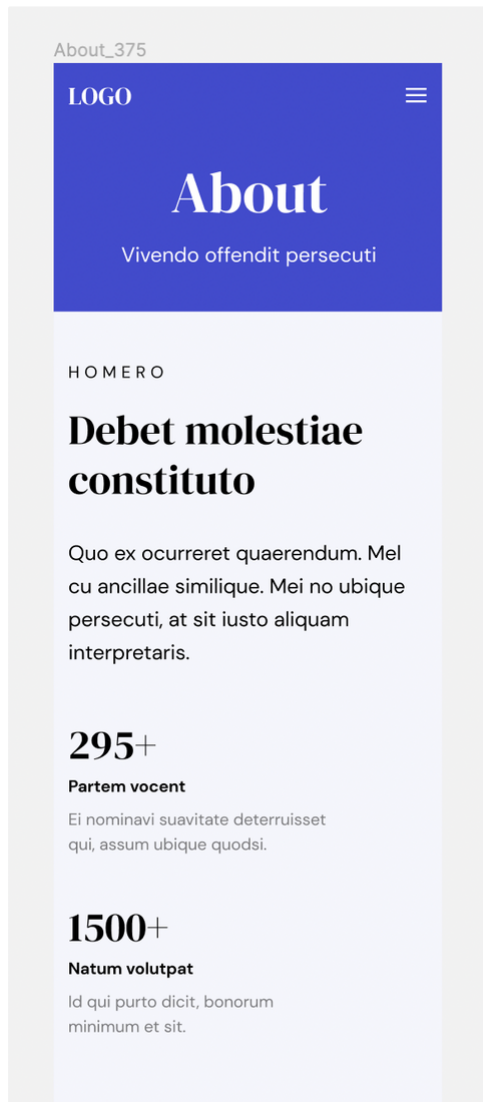 About_375
LOGO
About
Vivendo offendit persecuti
HOMERO
Debet molestiae
constituto
Quo ex ocurreret quaerendum. Mel
cu ancillae similique. Mei no ubique
persecuti, at sit iusto aliquam
interpretaris.
295+
Partem vocent
Ei nominavi suavitate deterruisset
qui, assum ubique quodsi.
1500+
Natum volutpat
Id qui purto dicit, bonorum
minimum et sit.